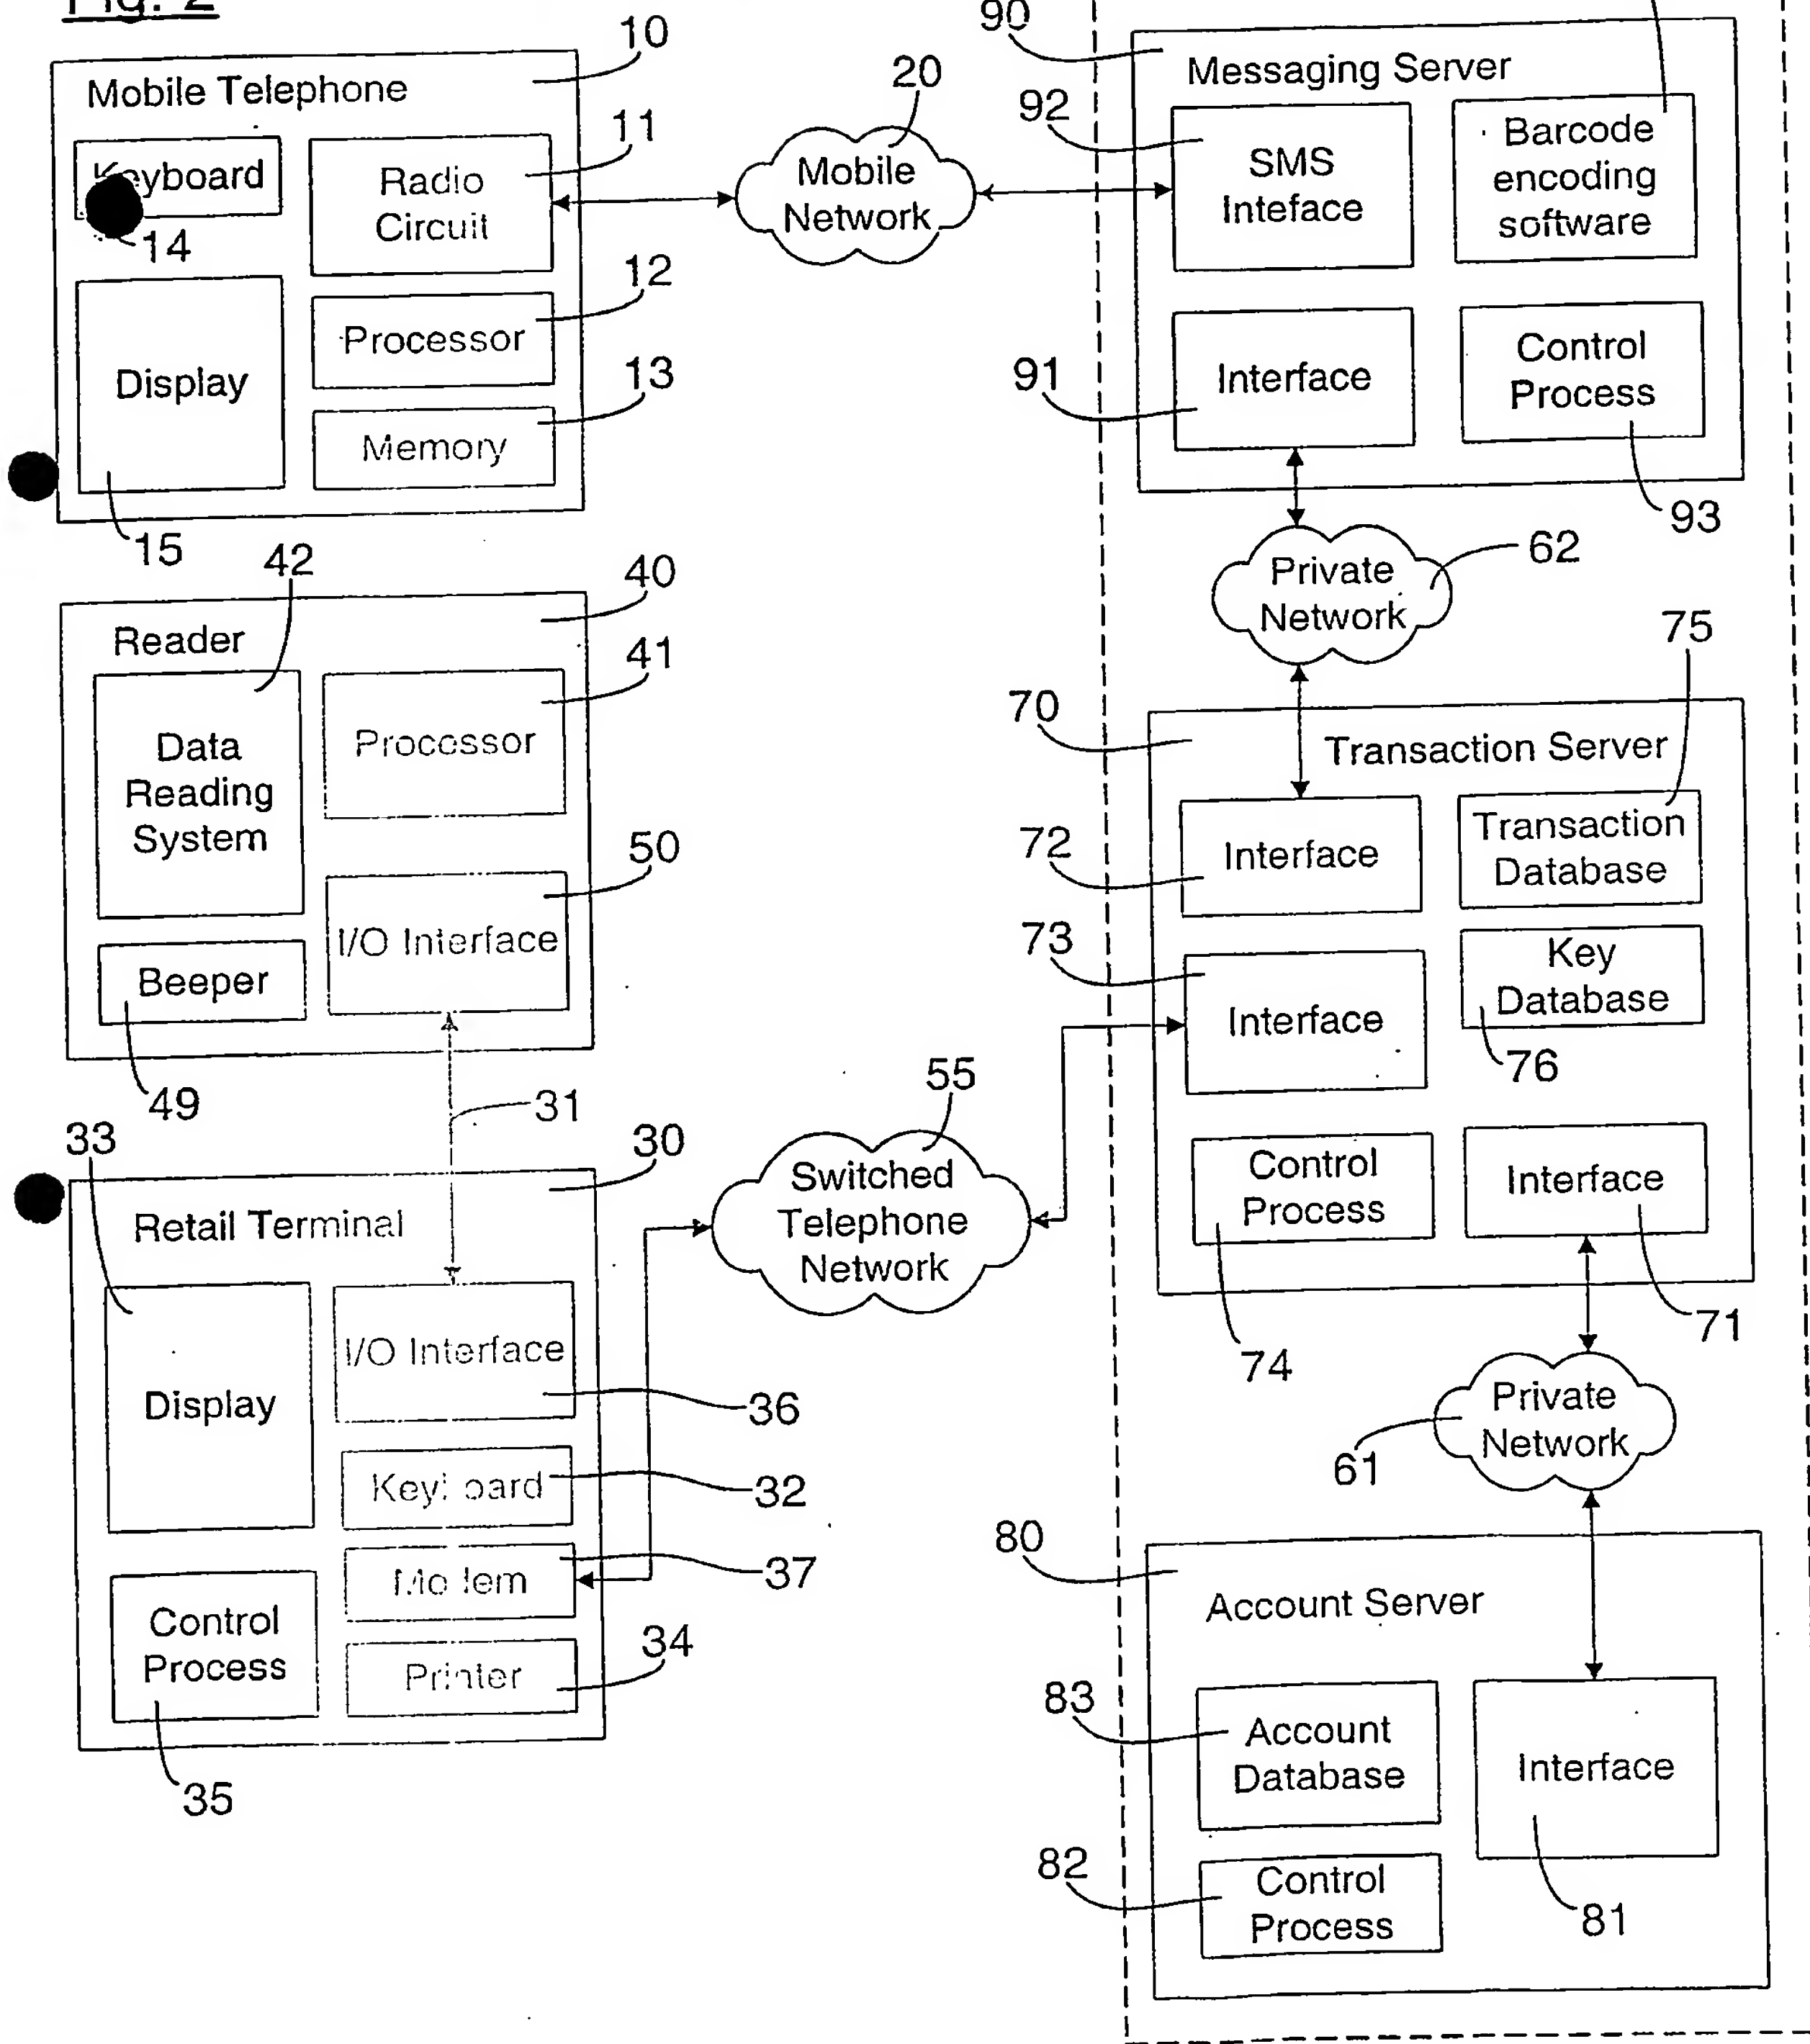 Fig. 2
10
Mobile Telephone
Keyboard
14
11
Radio
Circuit
12
Processor
13
Memory
Display
15
20
Mobile
Network
90
Messaging Server
92
SMS
Inteface
Barcode
encoding
software
91
Interface
Control
Process
93
Private
Network
62
42
40
Reader
41
Data
Reading
System
Processor
50
I/O Interface
Beeper
49
31
70
75
Transaction Server
72
Interface
Transaction
Database
73
Interface
Key
Database
76
Control
Process
74
Interface
71
55
Switched
Telephone
Network
33
30
Retail Terminal
Display
I/O Interface
36
Keyboard
32
Modem
37
Control
Process
35
Printer
34
Private
Network
61
80
Account Server
83
Account
Database
Interface
81
82
Control
Process